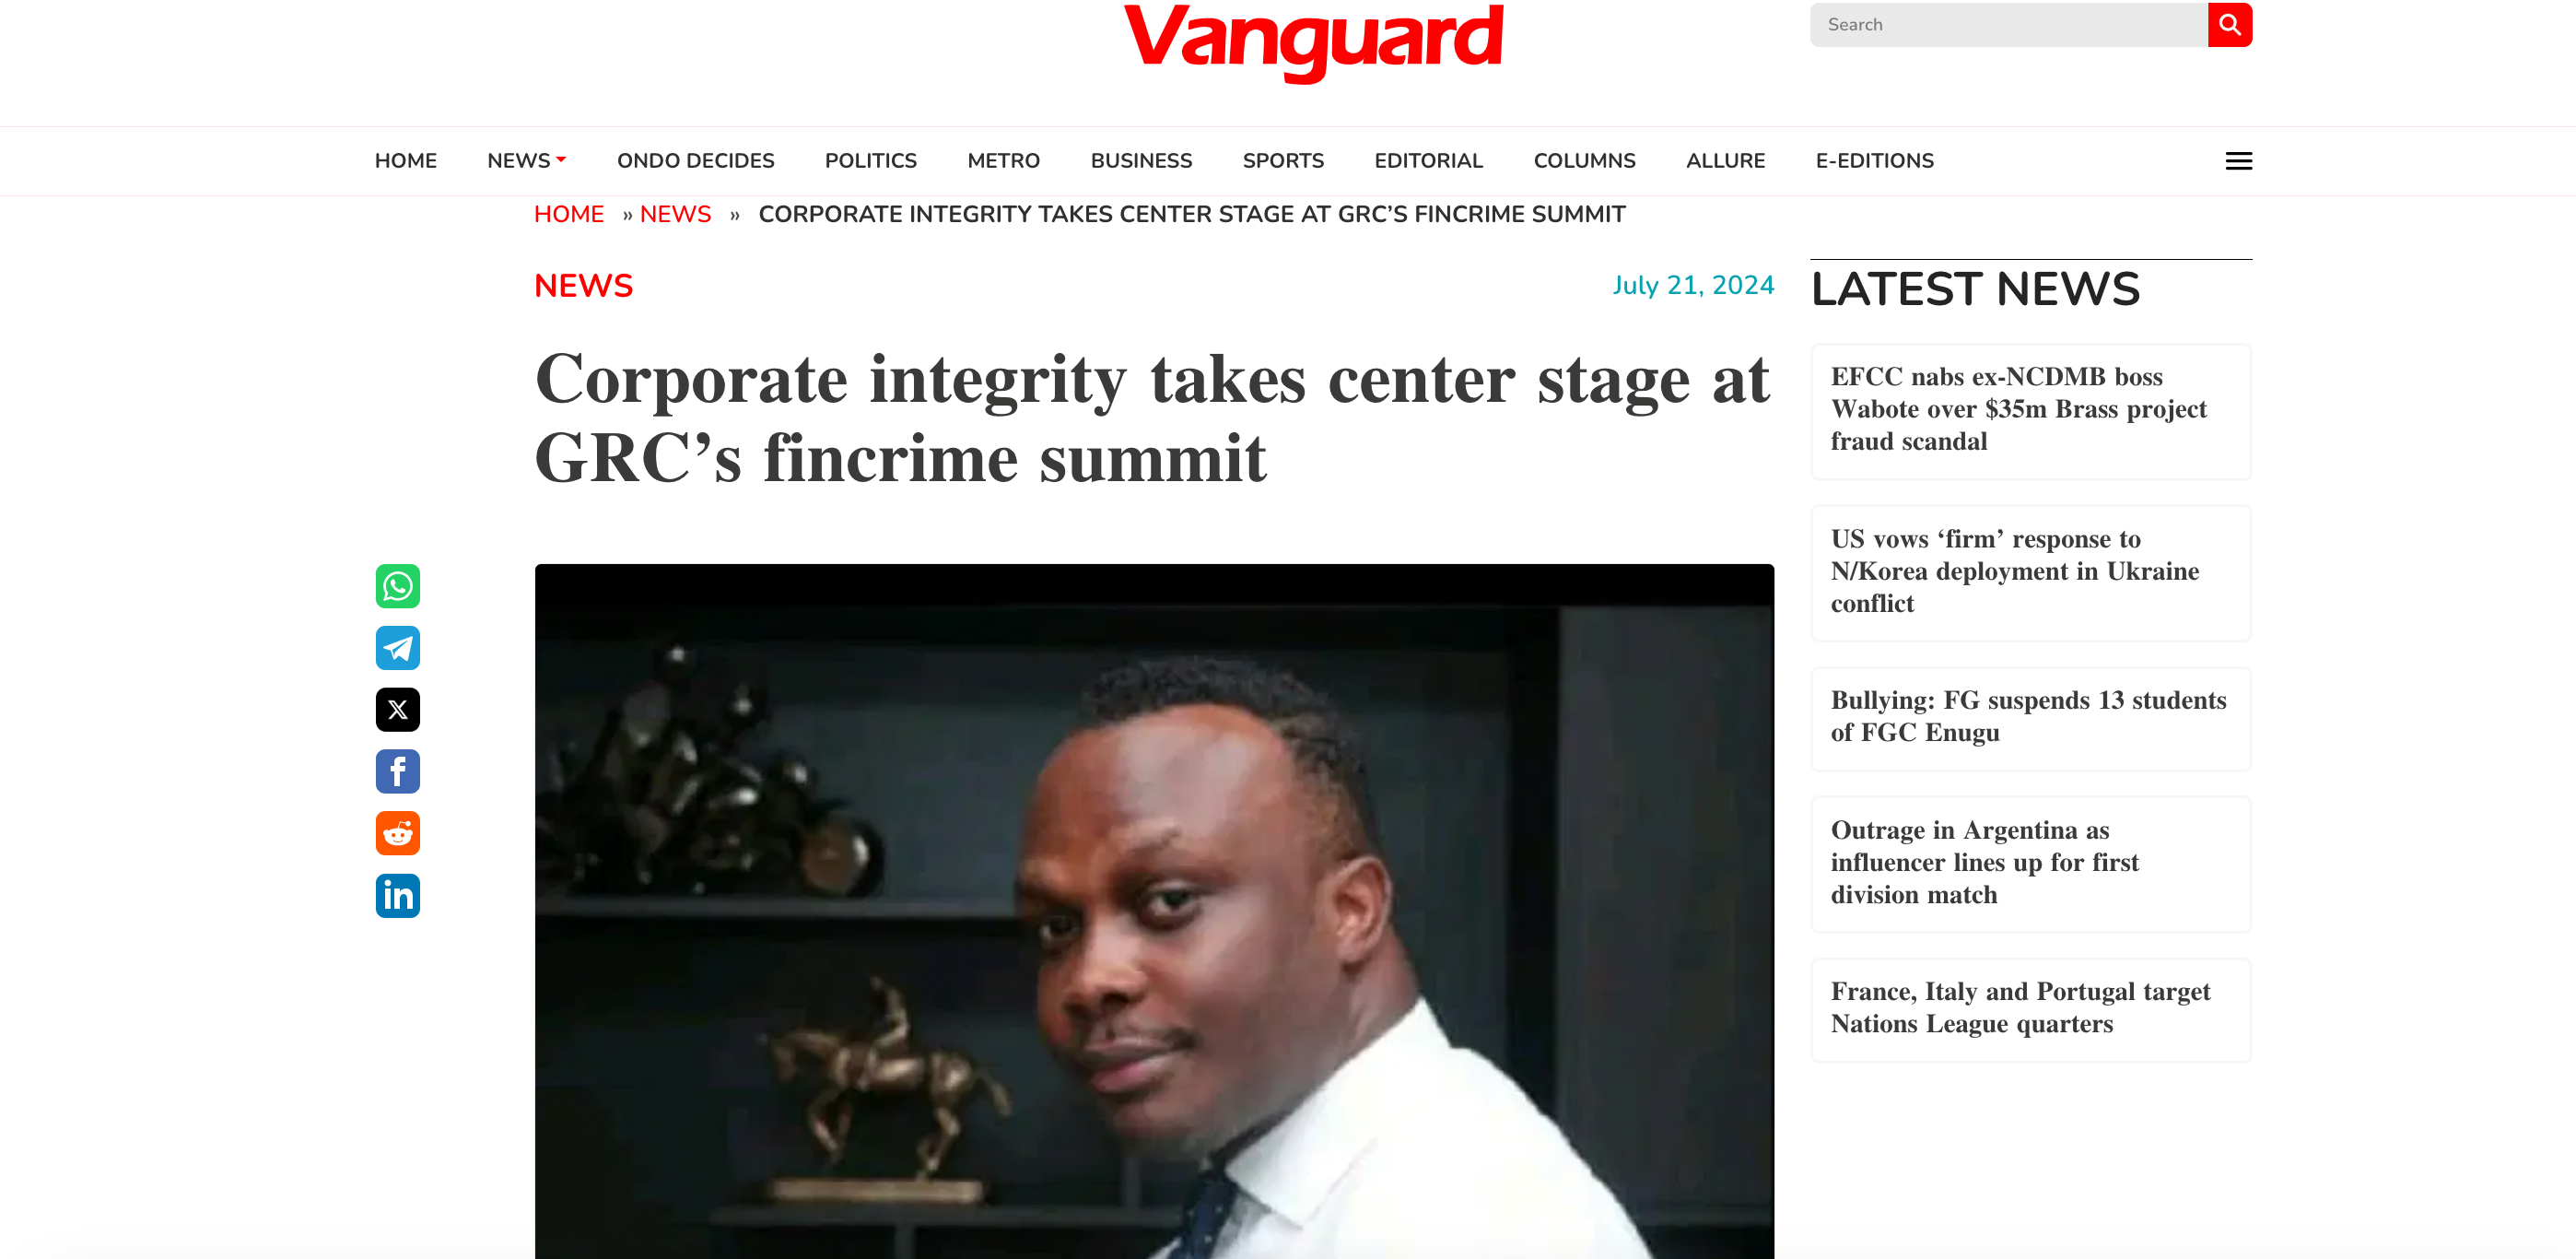 Vanguard
Search
HOME
NEWS
ONDO DECIDES
POLITICS
METRO
BUSINESS
SPORTS
EDITORIAL
COLUMNS
ALLURE
E-EDITIONS
HOME » NEWS » CORPORATE INTEGRITY TAKES CENTER STAGE AT GRC’S FINCRIME SUMMIT
NEWS
July 21, 2024
Corporate integrity takes center stage at
GRC’s fincrime summit
LATEST NEWS
EFCC nabs ex-NCDMB boss
Wabote over $35m Brass project
fraud scandal
US vows ‘firm’ response to
N/Korea deployment in Ukraine
conflict
Bullying: FG suspends 13 students
of FGC Enugu
Outrage in Argentina as
influencer lines up for first
division match
France, Italy and Portugal target
Nations League quarters